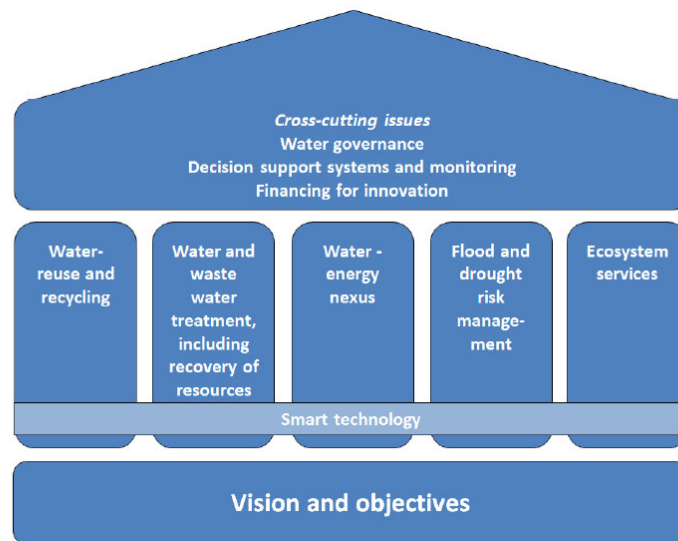 Cross-cutting issues
Water governance
Decision support systems and monitoring
Financing for innovation
Water-
reuse and
recycling
Water and
waste
water
treatment,
including
recovery of
resources
Water -
energy
nexus
Flood and
drought
risk
manage-
ment
Ecosystem
services
Smart technology
Vision and objectives